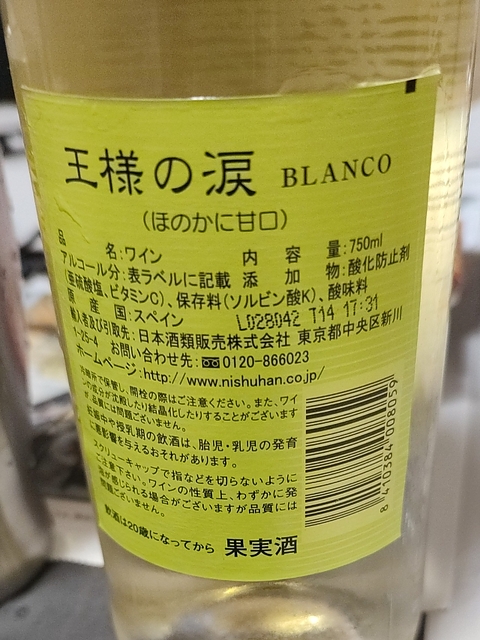 王様の涙 BLANCO
(ほのかに甘口)
品 名:ワイン 内 容 量:750ml
アルコール分:表ラベルに記載 添 加 物:酸化防止剤
(亜硫酸塩、ビタミンC)、保存料(ソルビン酸K)、酸味料
原 産 国:スペイン L028042 T14 17:31
輸入者及び引取先:日本酒類販売株式会社 東京都中央区新川
1-25-4 お問い合わせ先:0120-866023
ホームページ:http://www.nishuhan.co.jp/
で保管し、開栓の際はご注意ください。また、ワイ
ンの成分が沈殿したり結晶化したりすることがございます
が品質には問題ございません。
妊娠中や授乳期の飲酒は、胎児・乳児の発育
に悪影響を与えるおそれがあります。
スクリューキャップで指などを切らないように
ご注意下さい。ワインの性質上、わずかに発
泡が感じられる場合がございますが品質には
問題ございません。
飲酒は20歳になってから 果実酒
8 410384 008059